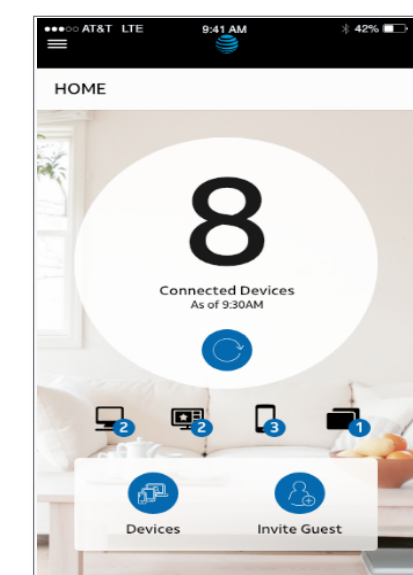 AT&T LTE 9:41 AM 42%
HOME
8
Connected Devices
As of 9:30AM
2 2 3 1
Devices Invite Guest